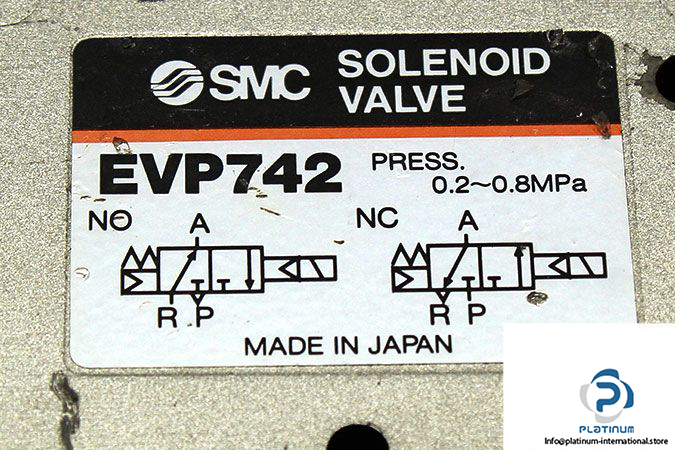 SMC SOLENOID
VALVE
EVP742 PRESS.
0.2~0.8MPa
NO A NC A
R P R P
MADE IN JAPAN
PLATINUM
Info@platinum-international.store